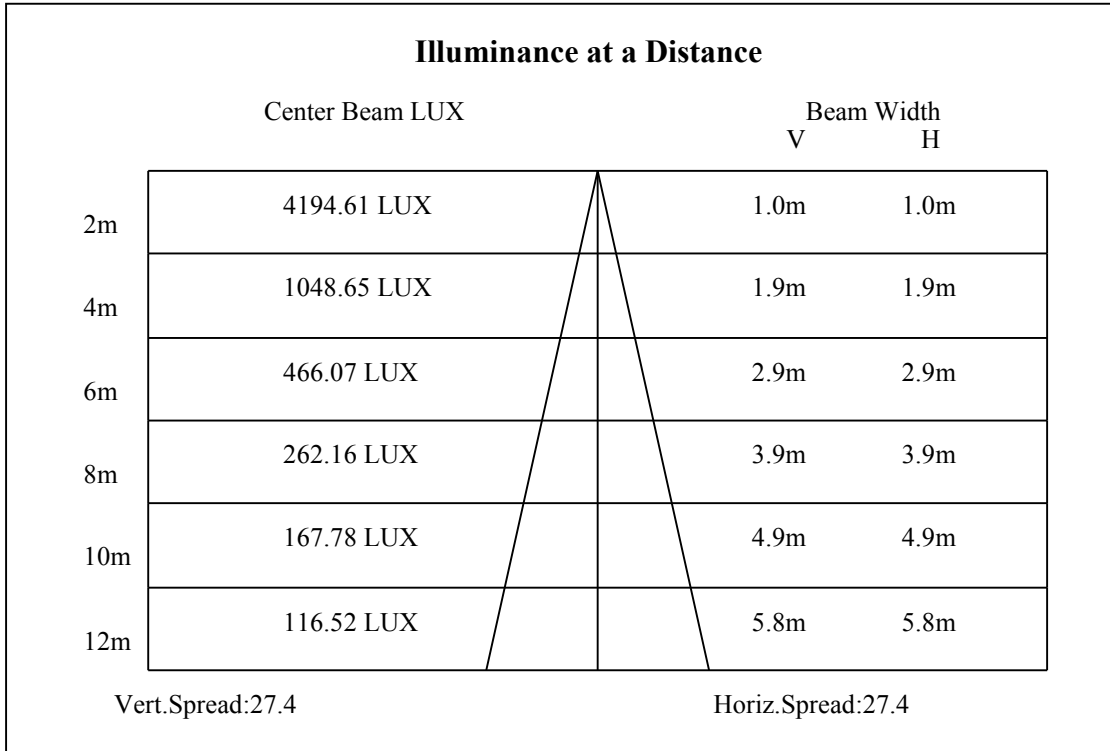 Illuminance at a Distance
Center Beam LUX Beam Width
V H
2m 4194.61 LUX 1.0m 1.0m
4m 1048.65 LUX 1.9m 1.9m
6m 466.07 LUX 2.9m 2.9m
8m 262.16 LUX 3.9m 3.9m
10m 167.78 LUX 4.9m 4.9m
12m 116.52 LUX 5.8m 5.8m
Vert.Spread:27.4 Horiz.Spread:27.4